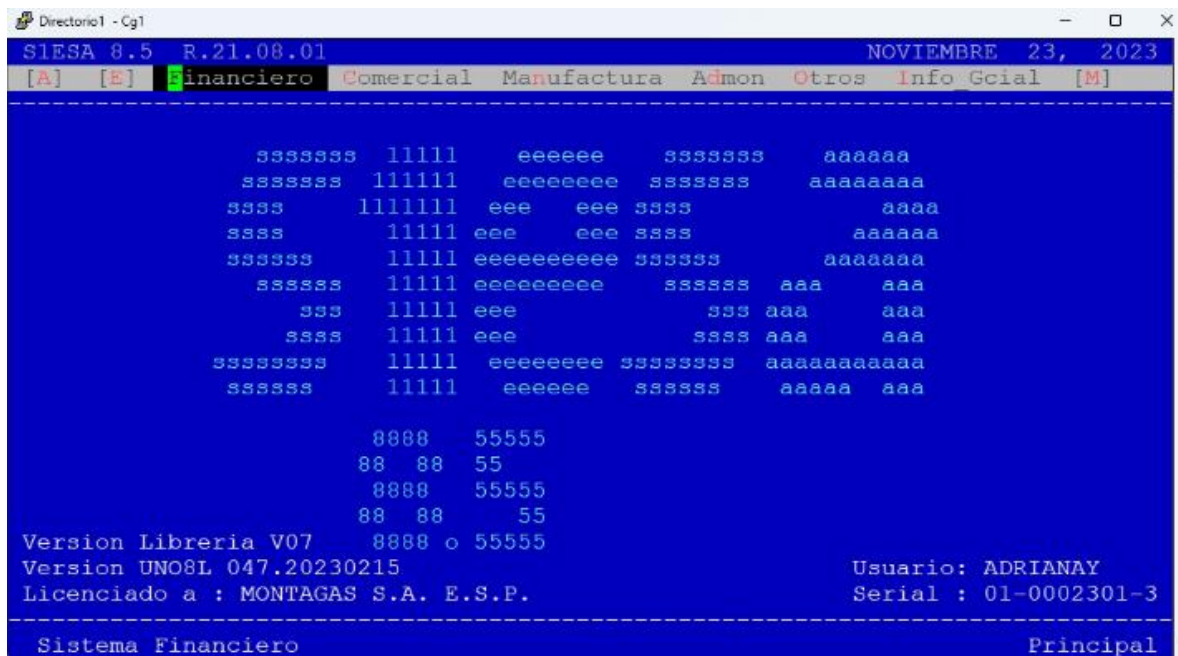 Directorio1 - Cg1
S1ESA 8.5 R.21.08.01 NOVIEMBRE 23, 2023
[A] [E] Financiero Comercial Manufactura Admon Otros Info_Gcial [M]
sssssss 11111 eeeeee sssssss aaaaaa
sssssss 111111 eeeeeeee sssssss aaaaaaaa
ssss 1111111 eee eee ssss aaaa
ssss 11111 eee eee ssss aaaaaa
ssssss 11111 eeeeeeeeee ssssss aaaaaaa
ssssss 11111 eeeeeeeee ssssss aaa aaa
sss 11111 eee sss aaa aaa
ssss 11111 eee ssss aaa aaa
ssssssss 11111 eeeeeeee ssssssss aaaaaaaaaaa
ssssss 11111 eeeeee ssssss aaaaa aaa
8888 55555
88 88 55
8888 55555
88 88 55
Version Libreria V07 8888 o 55555
Version UNO8L 047.20230215 Usuario: ADRIANAY
Licenciado a : MONTAGAS S.A. E.S.P. Serial : 01-0002301-3
Sistema Financiero Principal